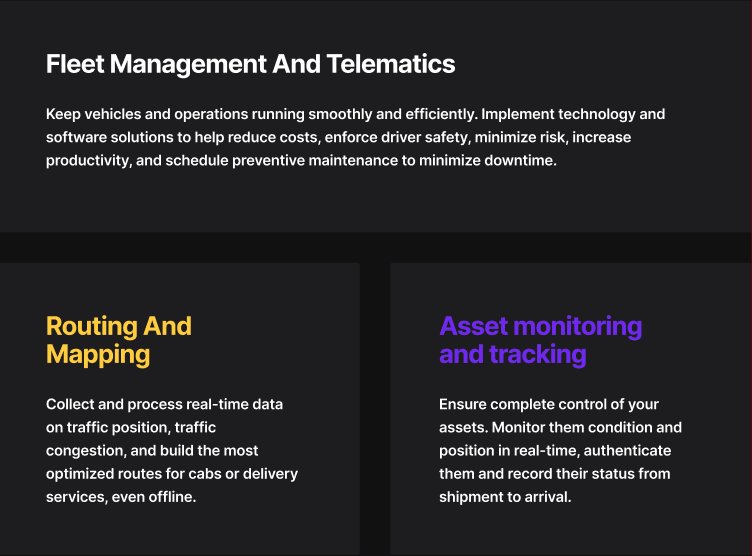 Fleet Management And Telematics
Keep vehicles and operations running smoothly and efficiently. Implement technology and
software solutions to help reduce costs, enforce driver safety, minimize risk, increase
productivity, and schedule preventive maintenance to minimize downtime.
Routing And
Mapping
Collect and process real-time data
on traffic position, traffic
congestion, and build the most
optimized routes for cabs or delivery
services, even offline.
Asset monitoring
and tracking
Ensure complete control of your
assets. Monitor them condition and
position in real-time, authenticate
them and record their status from
shipment to arrival.